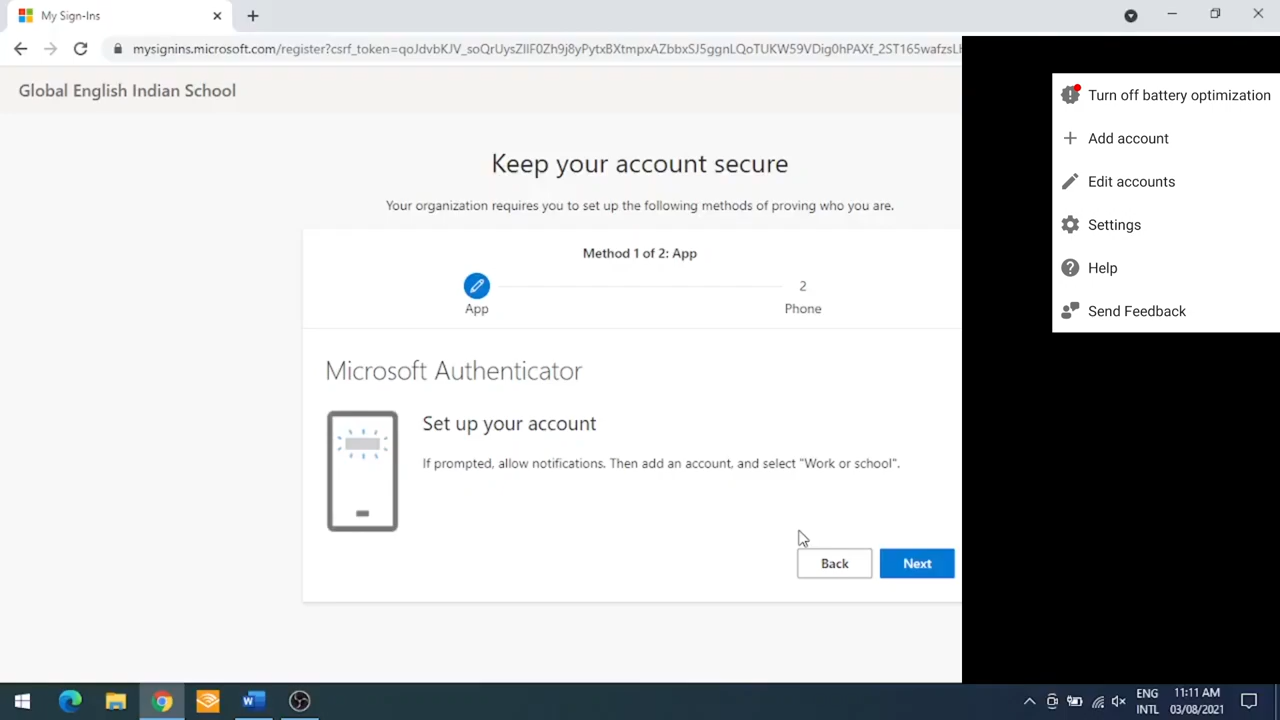 My Sign-Ins
mysignins.microsoft.com/register?csrf_token=
Global English Indian School
Keep your account secure
Your organization requires you to set up the following methods of proving who you are.
Method 1 of 2: App
2
App
Phone
Microsoft Authenticator
Set up your account
If prompted, allow notifications. Then add an account, and select "Work or school".
Back
Next
Turn off battery optimization
Add account
Edit accounts
Settings
Help
Send Feedback
ENG
INTL
11:11 AM
03/08/2021